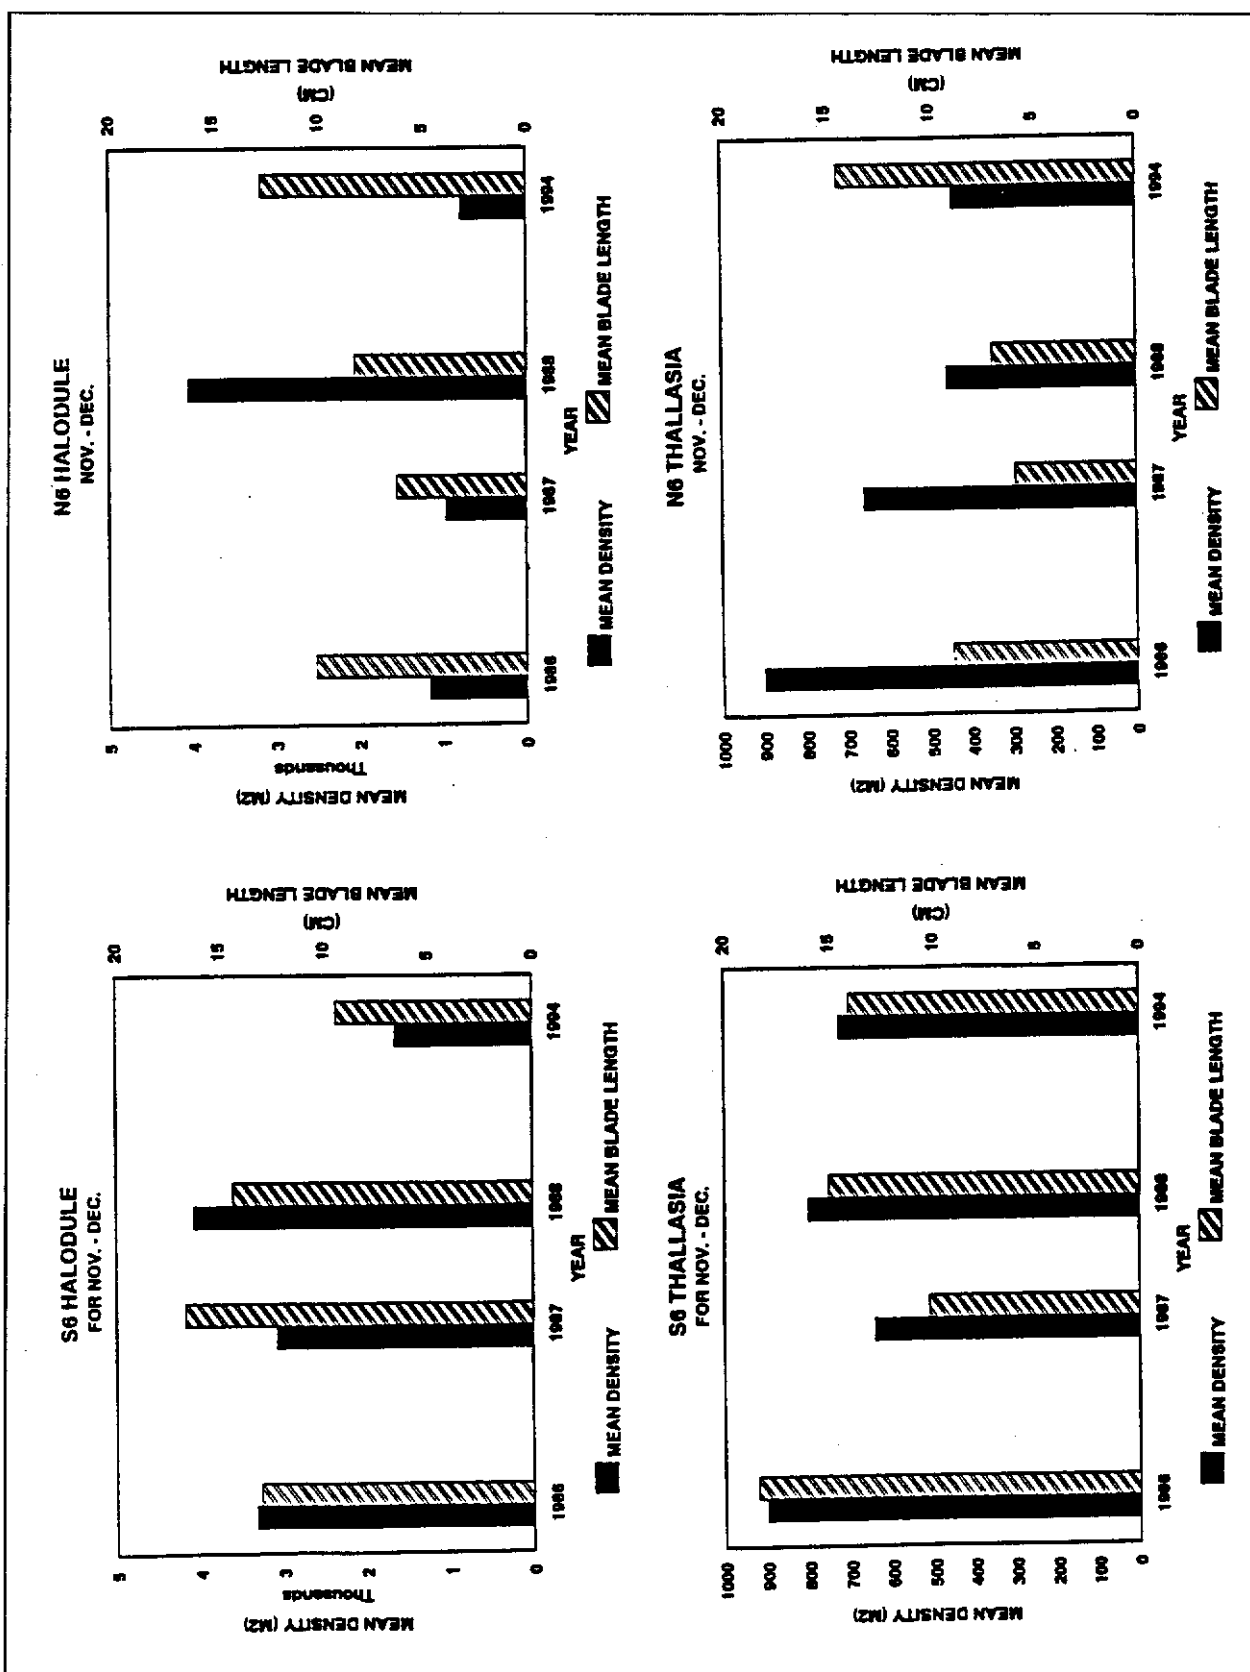 S6 HALODULE
FOR NOV. - DEC.
MEAN DENSITY (M2)
Thousands
5
4
3
2
1
0
20
15
10
5
0
MEAN BLADE LENGTH
(CM)
1986
1987
1988
1994
YEAR
MEAN DENSITY
MEAN BLADE LENGTH
N6 HALODULE
NOV. - DEC.
MEAN DENSITY (M2)
Thousands
5
4
3
2
1
0
20
15
10
5
0
MEAN BLADE LENGTH
(CM)
1986
1987
1988
1994
YEAR
MEAN DENSITY
MEAN BLADE LENGTH
S6 THALLASIA
FOR NOV. - DEC.
MEAN DENSITY (M2)
1000
900
800
700
600
500
400
300
200
100
0
20
15
10
5
0
MEAN BLADE LENGTH
(CM)
1986
1987
1988
1994
YEAR
MEAN DENSITY
MEAN BLADE LENGTH
N6 THALLASIA
NOV. - DEC.
MEAN DENSITY (M2)
1000
900
800
700
600
500
400
300
200
100
0
20
15
10
5
0
MEAN BLADE LENGTH
(CM)
1986
1987
1988
1994
YEAR
MEAN DENSITY
MEAN BLADE LENGTH